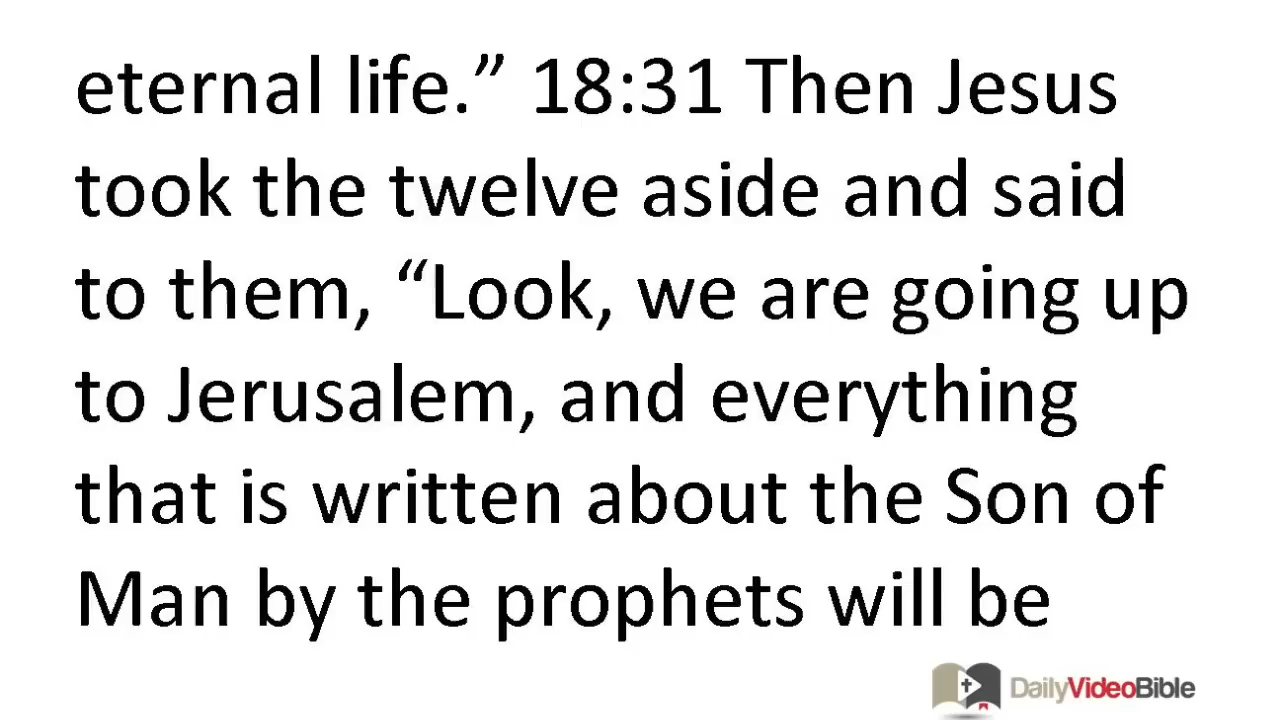 eternal life.” 18:31 Then Jesus
took the twelve aside and said
to them, “Look, we are going up
to Jerusalem, and everything
that is written about the Son of
Man by the prophets will be
DailyVideoBible